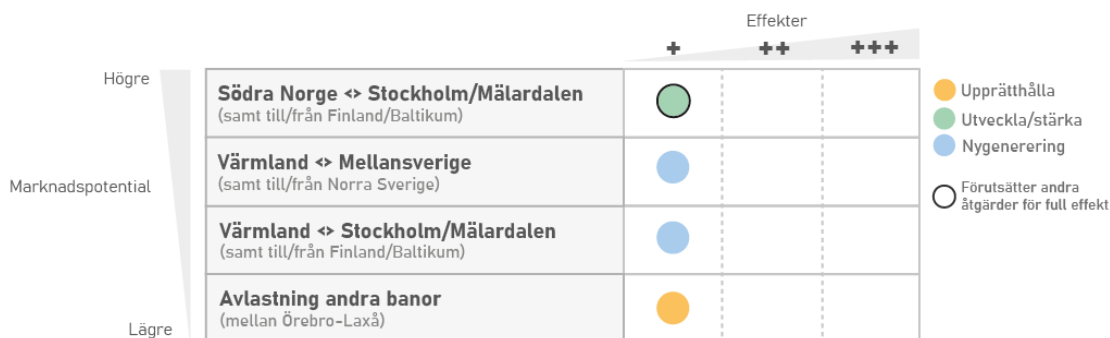 Effekter
+ ++ +++
Högre
Södra Norge <> Stockholm/Mälardalen
(samt till/från Finland/Baltikum)
Värmland <> Mellansverige
(samt till/från Norra Sverige)
Marknadspotential
Värmland <> Stockholm/Mälardalen
(samt till/från Finland/Baltikum)
Avlastning andra banor
(mellan Örebro-Laxå)
Lägre
Upprätthålla
Utveckla/stärka
Nygenerering
Förutsätter andra
åtgärder för full effekt